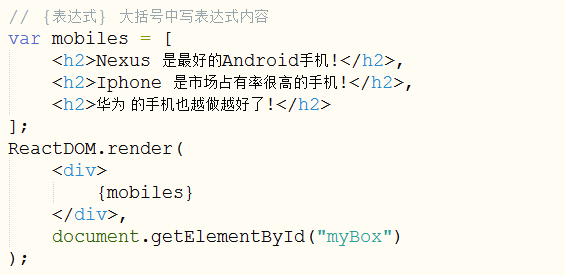 // {表达式} 大括号中写表达式内容
var mobiles = [
    <h2>Nexus 是最好的Android手机!</h2>,
    <h2>Iphone 是市场占有率很高的手机!</h2>,
    <h2>华为 的手机也越做越好了!</h2>
];
ReactDOM.render(
    <div>
        {mobiles}
    </div>,
    document.getElementById("myBox")
);